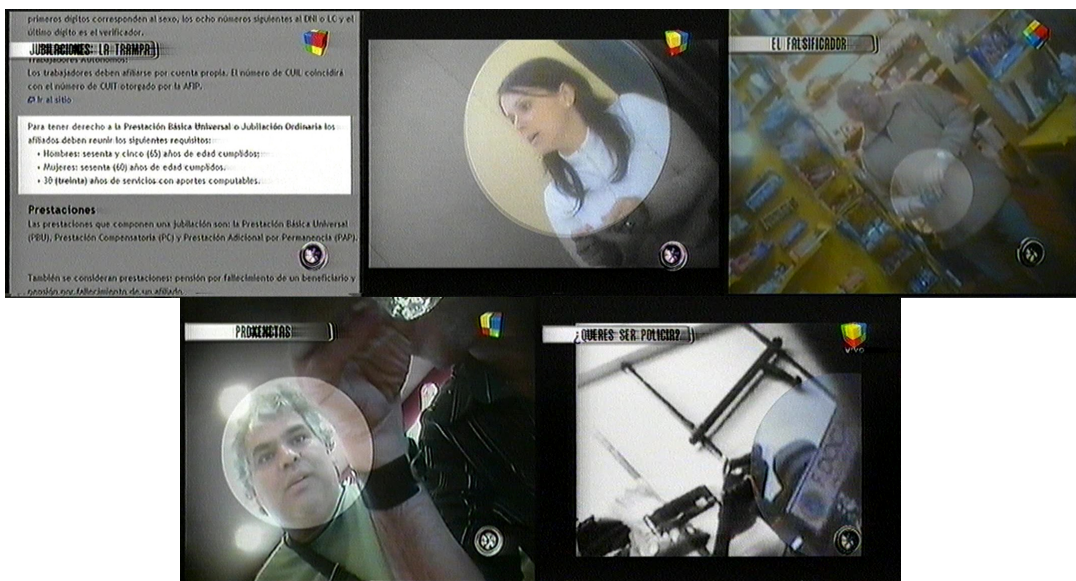 primeros dígitos corresponden al sexo, los ocho números siguientes al DNI o LC y el
último dígito es el verificador.
JUBILACIONES: LA TRAMPA
Trabajadores Autónomos:
Los trabajadores deben afiliarse por cuenta propia. El número de CUIL coincidirá
con el número de CUIT otorgado por la AFIP.
Ir al sitio
Para tener derecho a la Prestación Básica Universal o Jubilación Ordinaria los
afiliados deben reunir los siguientes requisitos:
• Hombres: sesenta y cinco (65) años de edad cumplidos;
• Mujeres: sesenta (60) años de edad cumplidos.
• 30 (treinta) años de servicios con aportes computables.
Prestaciones
Las prestaciones que componen una jubilación son: la Prestación Básica Universal
(PBU), Prestación Compensatoria (PC) y Prestación Adicional por Permanencia (PAP).
También se consideran prestaciones: pensión por fallecimiento de un beneficiario y
pensión por fallecimiento de un afiliado.
EL FALSIFICADOR
PROXENETAS
¿QUERES SER POLICIA?
VIVO